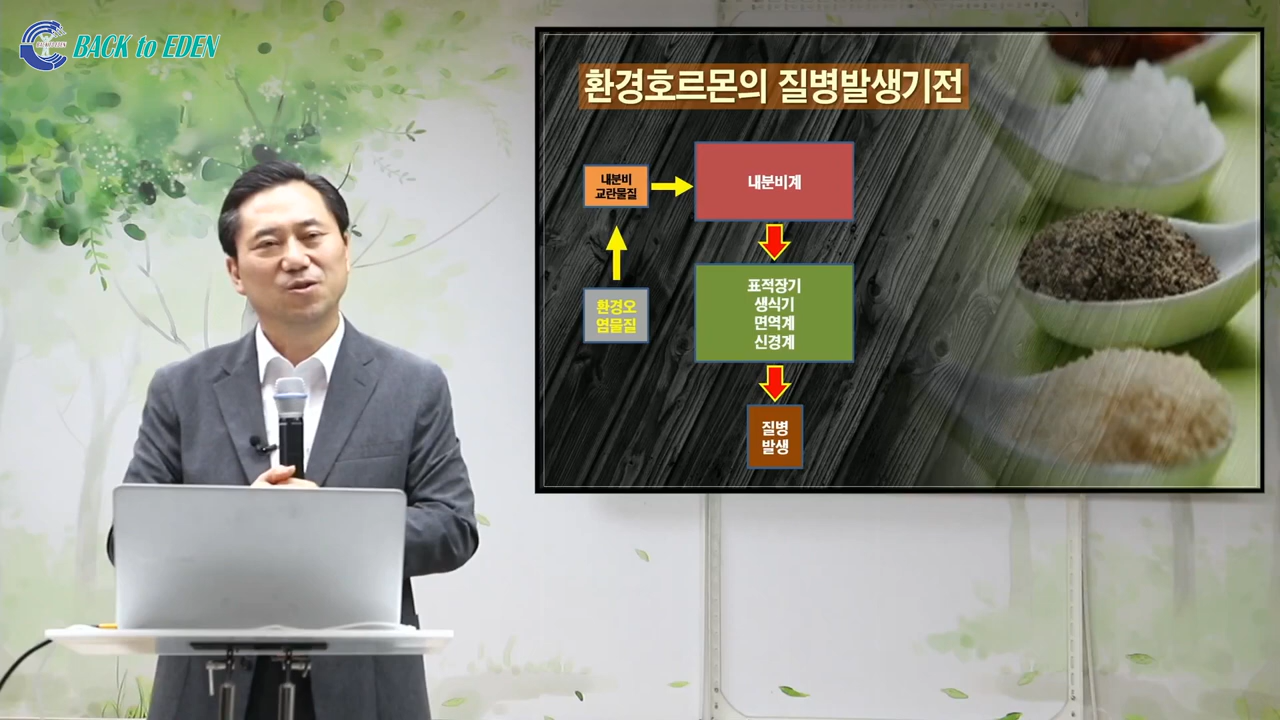 BACK to EDEN
환경호르몬의 질병발생기전
내분비
교란물질
내분비계
환경오
염물질
표적장기
생식기
면역계
신경계
질병
발생